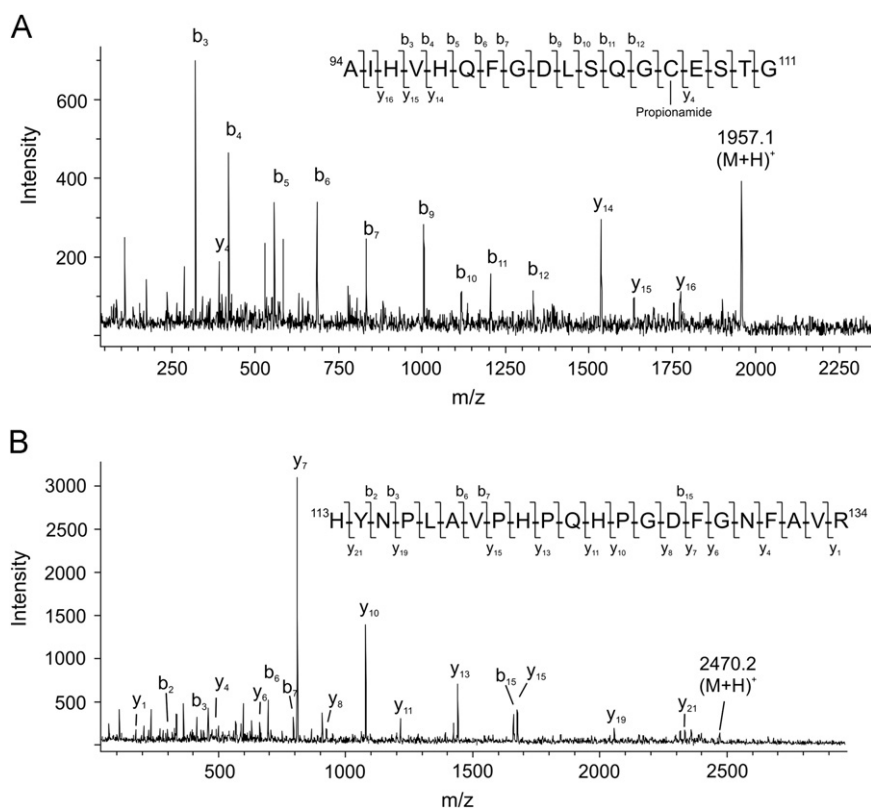 A
b₃ b₄ b₅ b₆ b₇ b₉ b₁₀ b₁₁ b₁₂
⁹⁴A-I-H-V-H-Q-F-G-D-L-S-Q-G-C-E-S-T-G¹¹¹
y₁₆ y₁₅ y₁₄ y₄
Propionamide
1957.1
(M+H)⁺
b₃
b₄
b₅ b₆
y₄
b₇
b₉
b₁₀
b₁₁
b₁₂
y₁₄
y₁₅
y₁₆
Intensity
600
400
200
0
250 500 750 1000 1250 1500 1750 2000 2250
m/z
B
b₂ b₃ b₆ b₇ b₁₅
¹¹³H-Y-N-P-L-A-V-P-H-P-Q-H-P-G-D-F-G-N-F-A-V-R¹³⁴
y₂₁ y₁₉ y₁₅ y₁₃ y₁₁ y₁₀ y₈ y₇ y₆ y₄ y₁
2470.2
(M+H)⁺
y₇
y₁₀
y₁₃
b₁₅
y₁₅
y₁
b₂
b₃
y₄
y₆
b₆
b₇
y₈
y₁₁
y₁₉
y₂₁
Intensity
3000
2500
2000
1500
1000
500
0
500 1000 1500 2000 2500
m/z